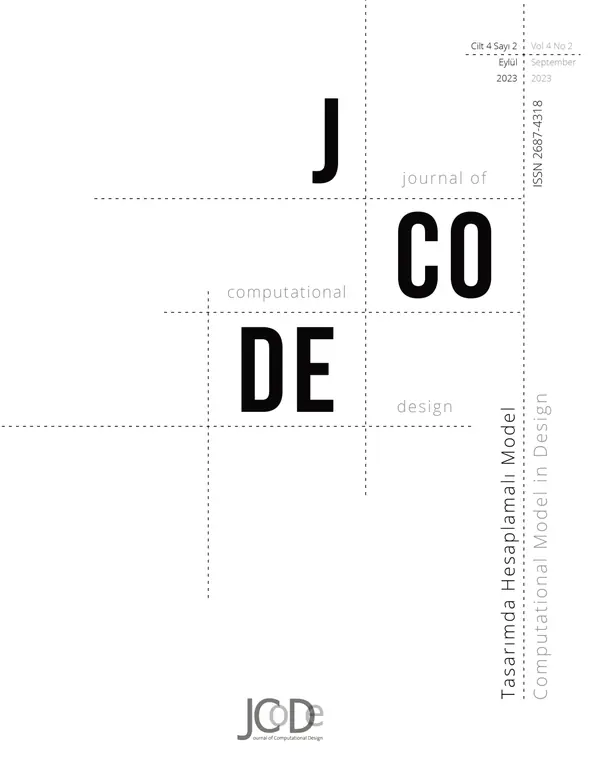 Cilt 4 Sayı 2
Eylül
2023
Vol 4 No 2
September
2023
ISSN 2687-4318
J
journal of
CO
computational
DE
design
Tasarımda Hesaplamalı Model
Computational Model in Design
JCoDe
Journal of Computational Design